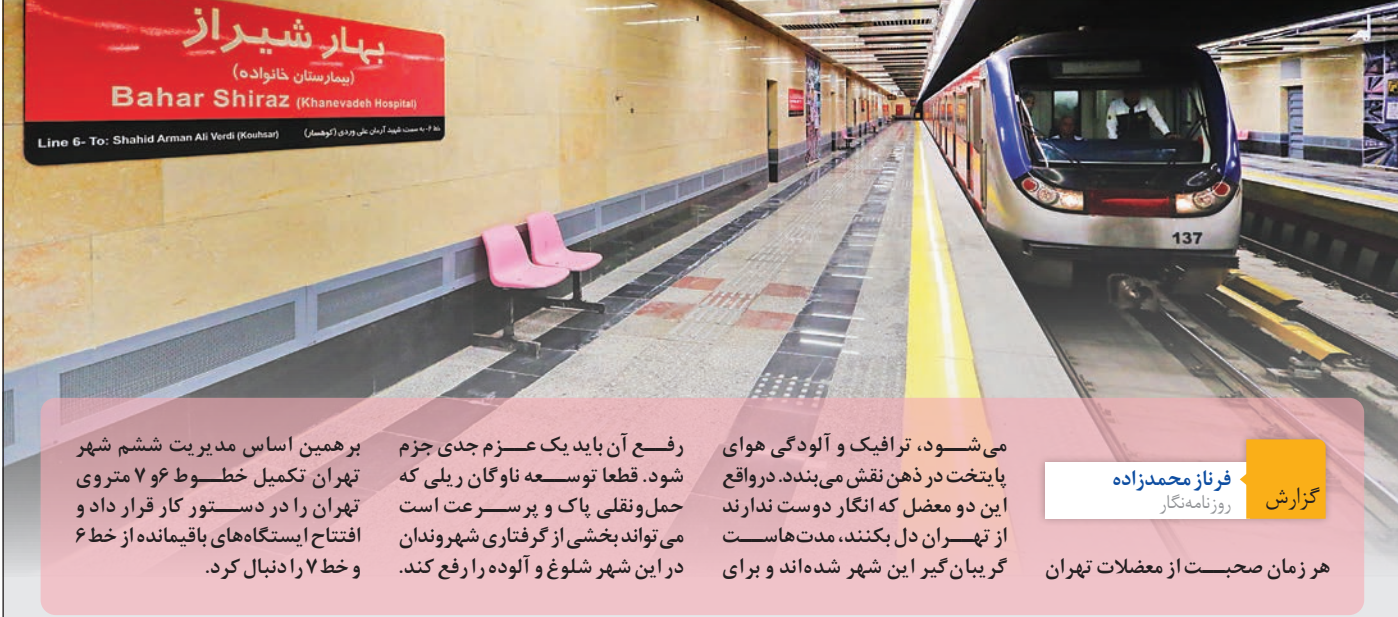 بهار شیراز
(بیمارستان خانواده)
Bahar Shiraz (Khanevadeh Hospital)
Line 6- To: Shahid Arman Ali Verdi (Kouhsar)
خط ۶- به سمت: شهید آرمان علی وردی (کوهسار)
137
گزارش
فرناز محمدزاده
روزنامه‌نگار
هر زمان صحبت از معضلات تهران
می‌شود، ترافیک و آلودگی هوای
پایتخت در ذهن نقش می‌بندد. درواقع
این دو معضل که انگار دوست ندارند
از تهران دل بکنند، مدت‌هاست
گریبان‌گیر این شهر شده‌اند و برای
رفع آن باید یک عزم جدی جزم
شود. قطعا توسعه ناوگان ریلی که
حمل‌ونقلی پاک و پرسرعت است
می‌تواند بخشی از گرفتاری شهروندان
در این شهر شلوغ و آلوده را رفع کند.
بر همین اساس مدیریت ششم شهر
تهران تکمیل خطوط ۶و ۷ متروی
تهران را در دستور کار قرار داد و
افتتاح ایستگاه‌های باقیمانده از خط ۶
و خط ۷ را دنبال کرد.